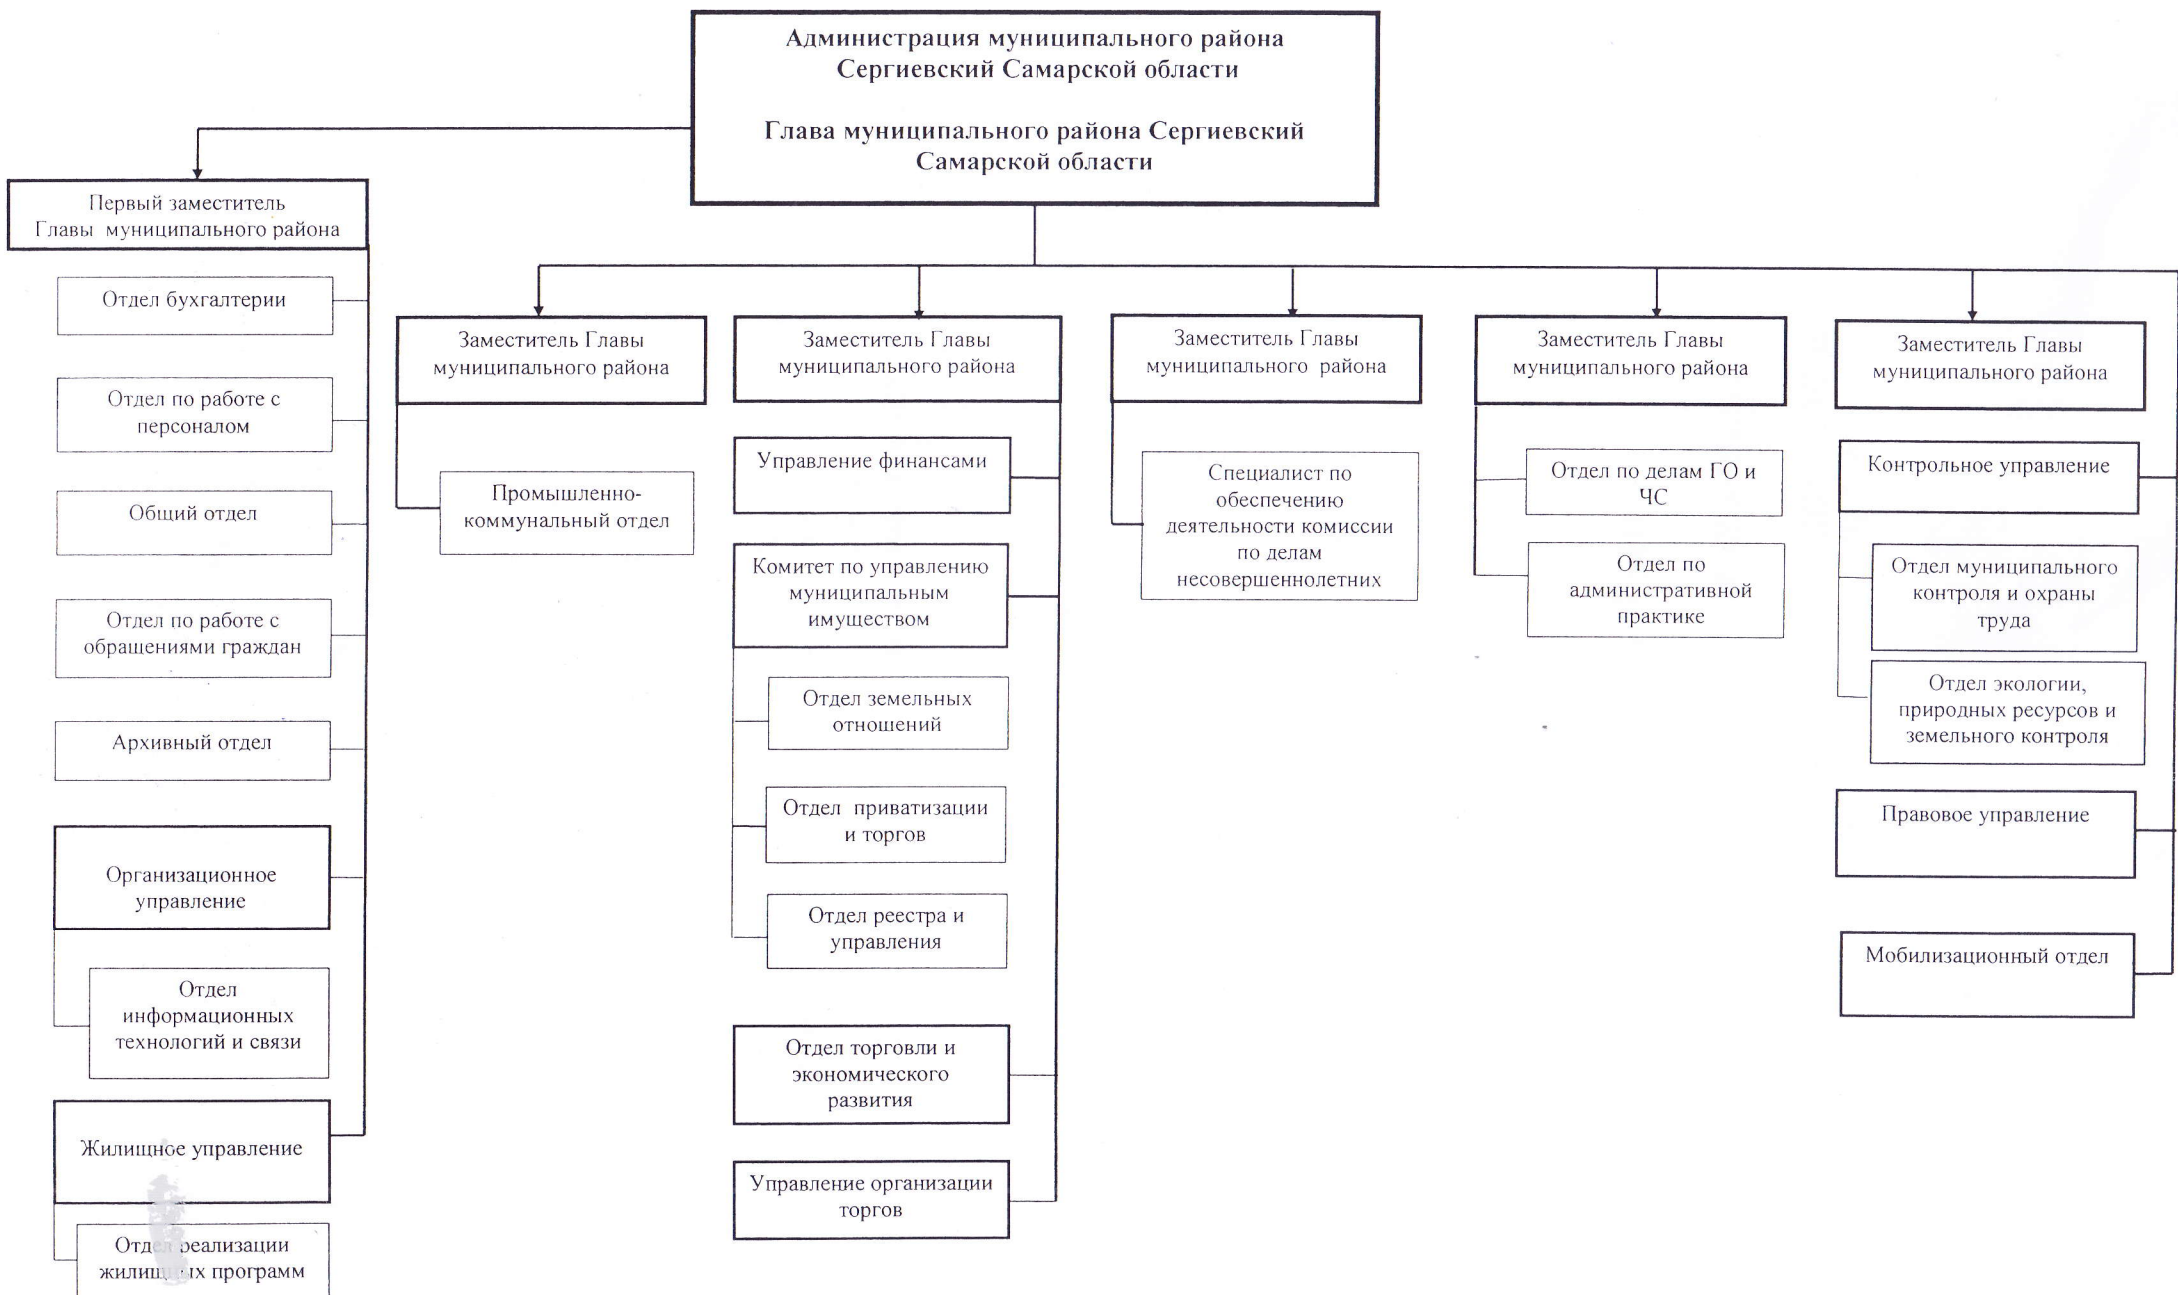 Администрация муниципального района
Сергиевский Самарской области
Глава муниципального района Сергиевский
Самарской области
Первый заместитель
Главы муниципального района
Отдел бухгалтерии
Отдел по работе с
персоналом
Общий отдел
Отдел по работе с
обращениями граждан
Архивный отдел
Организационное
управление
Отдел
информационных
технологий и связи
Жилищное управление
Отдел реализации
жилищных программ
Заместитель Главы
муниципального района
Промышленно-
коммунальный отдел
Заместитель Главы
муниципального района
Управление финансами
Комитет по управлению
муниципальным
имуществом
Отдел земельных
отношений
Отдел приватизации
и торгов
Отдел реестра и
управления
Отдел торговли и
экономического
развития
Управление организации
торгов
Заместитель Главы
муниципального района
Специалист по
обеспечению
деятельности комиссии
по делам
несовершеннолетних
Заместитель Главы
муниципального района
Отдел по делам ГО и
ЧС
Отдел по
административной
практике
Заместитель Главы
муниципального района
Контрольное управление
Отдел муниципального
контроля и охраны
труда
Отдел экологии,
природных ресурсов и
земельного контроля
Правовое управление
Мобилизационный отдел